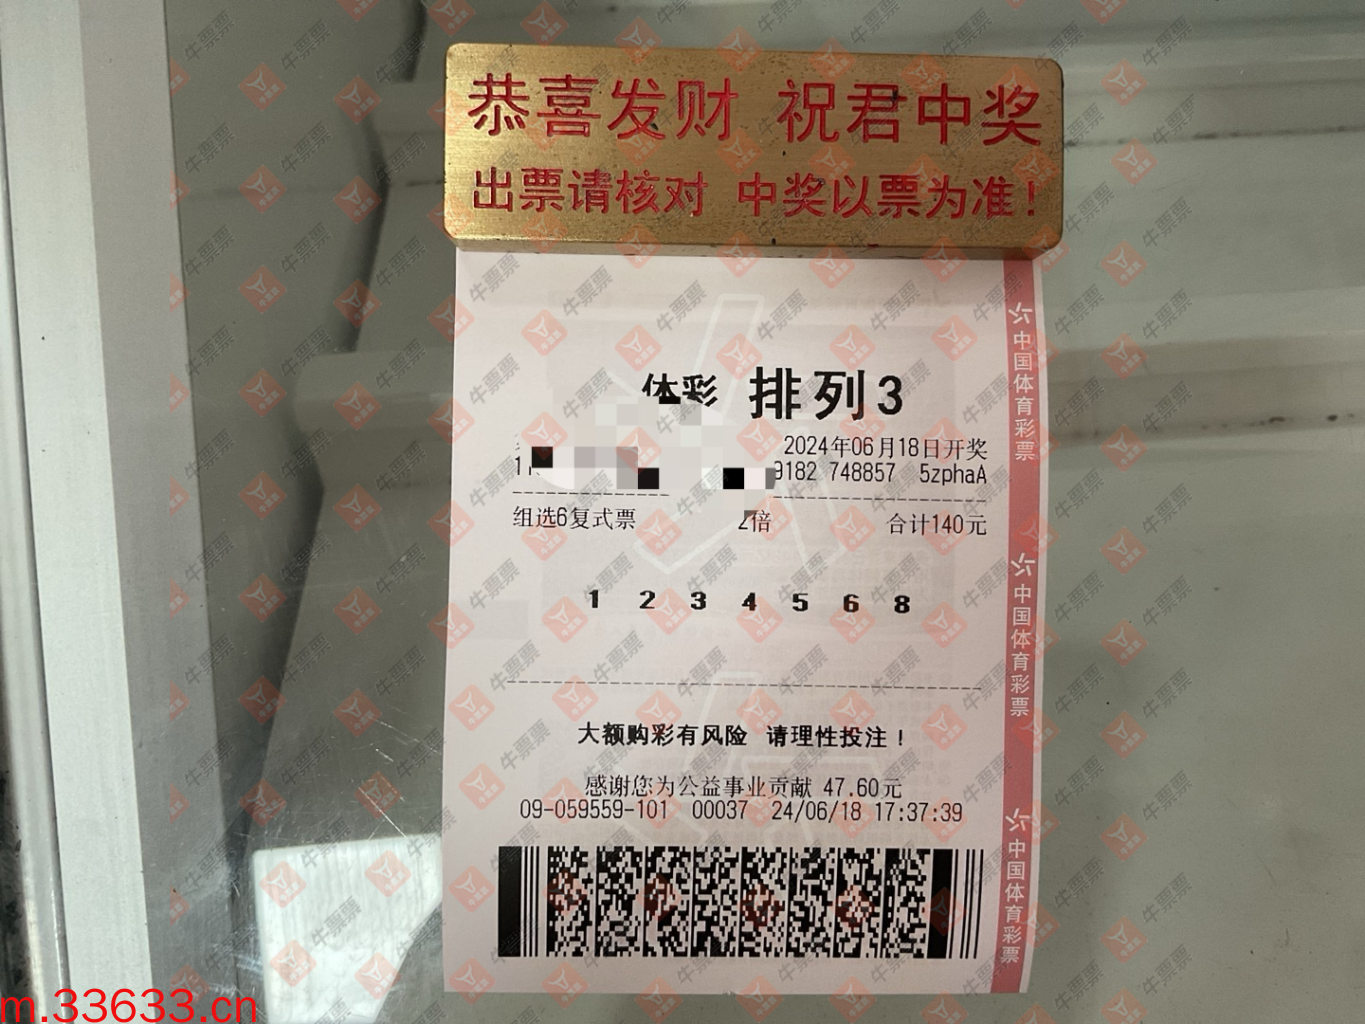 恭喜发财 祝君中奖
出票请核对 中奖以票为准!
体彩 排列3
2024年06月18日开奖
9182 748857 5zphaA
组选6复式票 2倍 合计140元
1 2 3 4 5 6 8
大额购彩有风险 请理性投注!
感谢您为公益事业贡献 47.60元
09-059559-101 00037 24/06/18 17:37:39
中国体育彩票
中国体育彩票
中国体育彩票
牛票票
m.33633.cn